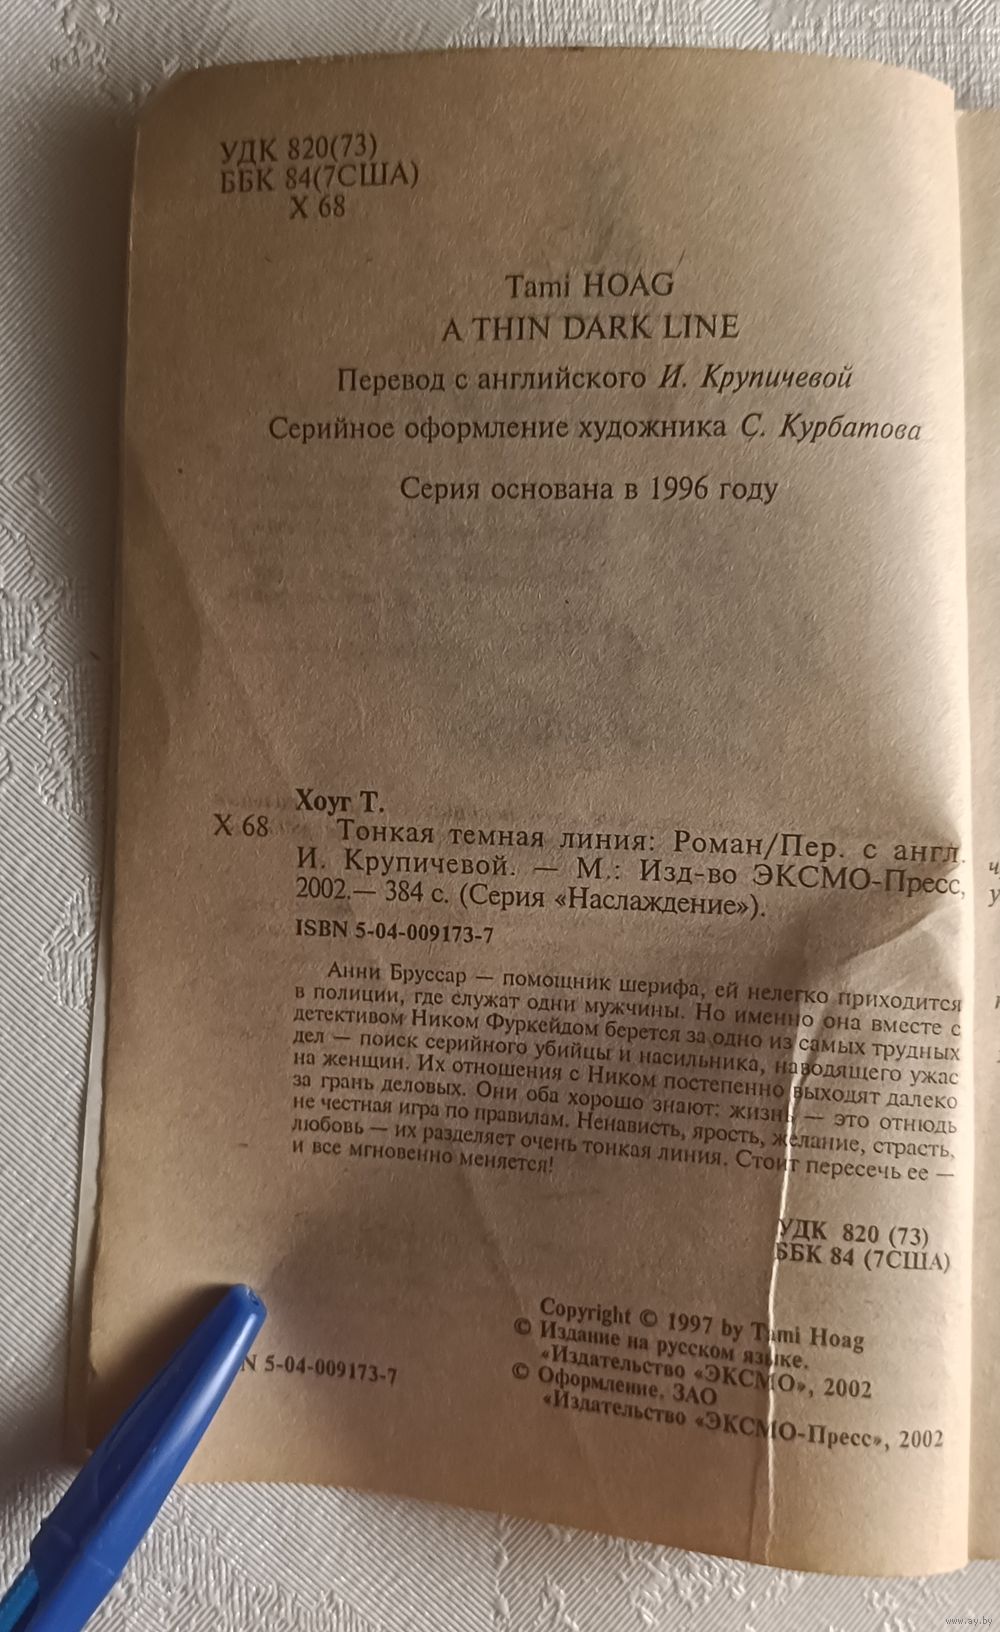 УДК 820(73)
ББК 84(7США)
Х 68
Tami HOAG
A THIN DARK LINE
Перевод с английского И. Крупичевой
Серийное оформление художника С. Курбатова
Серия основана в 1996 году
Хоуг Т.
Х 68 Тонкая темная линия: Роман/Пер. с англ.
И. Крупичевой. — М.: Изд-во ЭКСМО-Пресс,
2002.— 384 с. (Серия «Наслаждение»).
ISBN 5-04-009173-7
Анни Бруссар — помощник шерифа, ей нелегко приходится
в полиции, где служат одни мужчины. Но именно она вместе с
детективом Ником Фуркейдом берется за одно из самых трудных
дел — поиск серийного убийцы и насильника, наводящего ужас
на женщин. Их отношения с Ником постепенно выходят далеко
за грань деловых. Они оба хорошо знают: жизнь — это отнюдь
не честная игра по правилам. Ненависть, ярость, желание, страсть,
любовь — их разделяет очень тонкая линия. Стоит пересечь ее —
и все мгновенно меняется!
УДК 820 (73)
ББК 84 (7США)
Copyright © 1997 by Tami Hoag
© Издание на русском языке.
«Издательство «ЭКСМО», 2002
© Оформление. ЗАО
«Издательство «ЭКСМО-Пресс», 2002
N 5-04-009173-7
www.ay.by